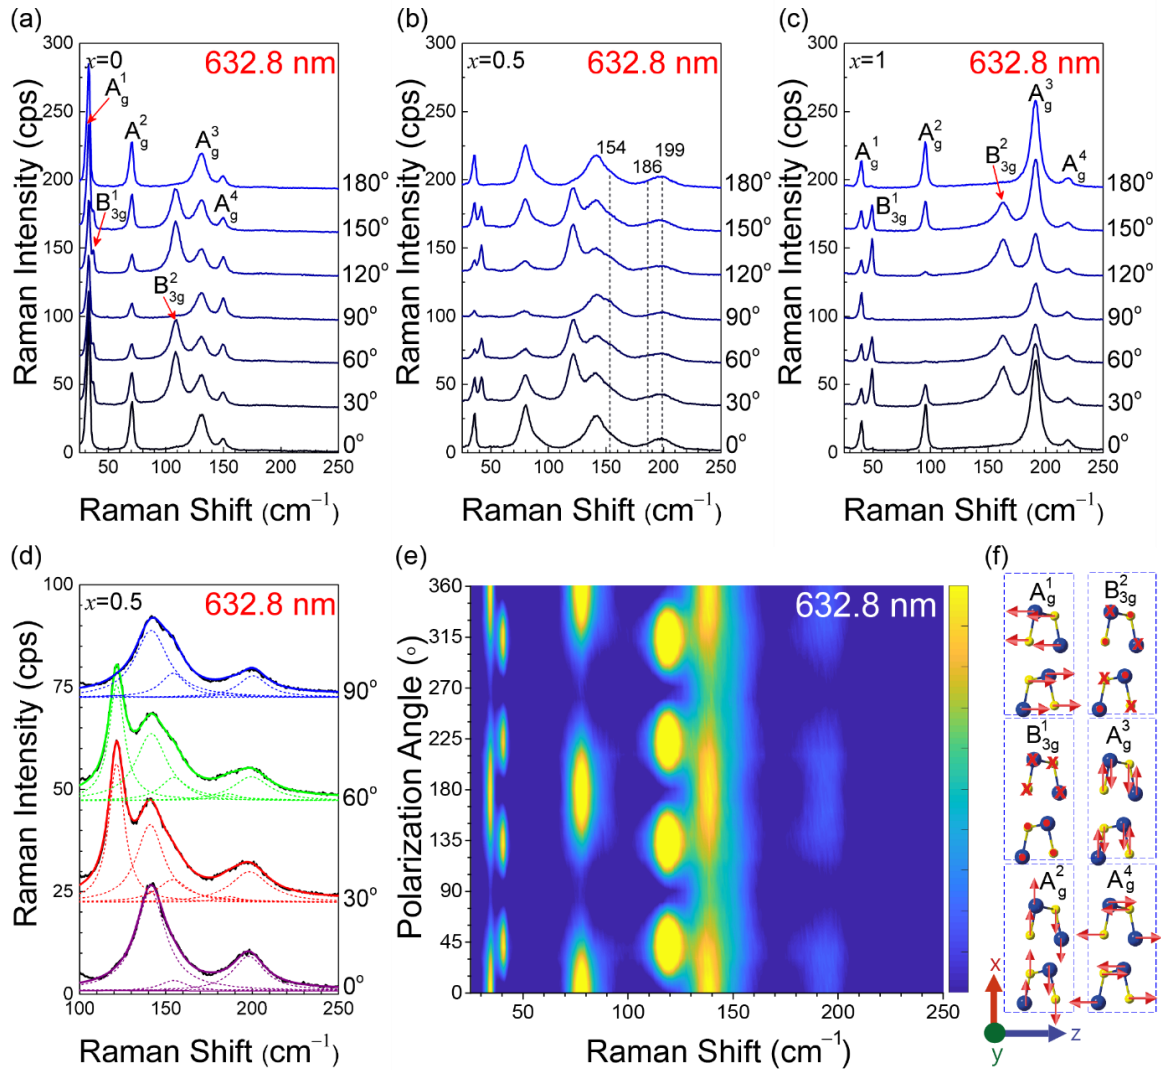 (a)
(b)
(c)
x=0
632.8 nm
x=0.5
632.8 nm
x=1
632.8 nm
Raman Intensity (cps)
300
250
200
150
100
50
0
A¹g
A²g
A³g
A⁴g
B¹3g
B²3g
180°
150°
120°
90°
60°
30°
0°
50 100 150 200 250
Raman Shift (cm⁻¹)
Raman Intensity (cps)
300
250
200
150
100
50
0
154
186
199
180°
150°
120°
90°
60°
30°
0°
50 100 150 200 250
Raman Shift (cm⁻¹)
Raman Intensity (cps)
300
250
200
150
100
50
0
A¹g
A²g
A³g
B²3g
A⁴g
B¹3g
180°
150°
120°
90°
60°
30°
0°
50 100 150 200 250
Raman Shift (cm⁻¹)
(d)
x=0.5
632.8 nm
Raman Intensity (cps)
100
75
50
25
0
90°
60°
30°
0°
100 150 200 250
Raman Shift (cm⁻¹)
(e)
632.8 nm
Polarization Angle (°)
360
315
270
225
180
135
90
45
0
50 100 150 200 250
Raman Shift (cm⁻¹)
(f)
A¹g
B²3g
B¹3g
A³g
A²g
A⁴g
x
y
z